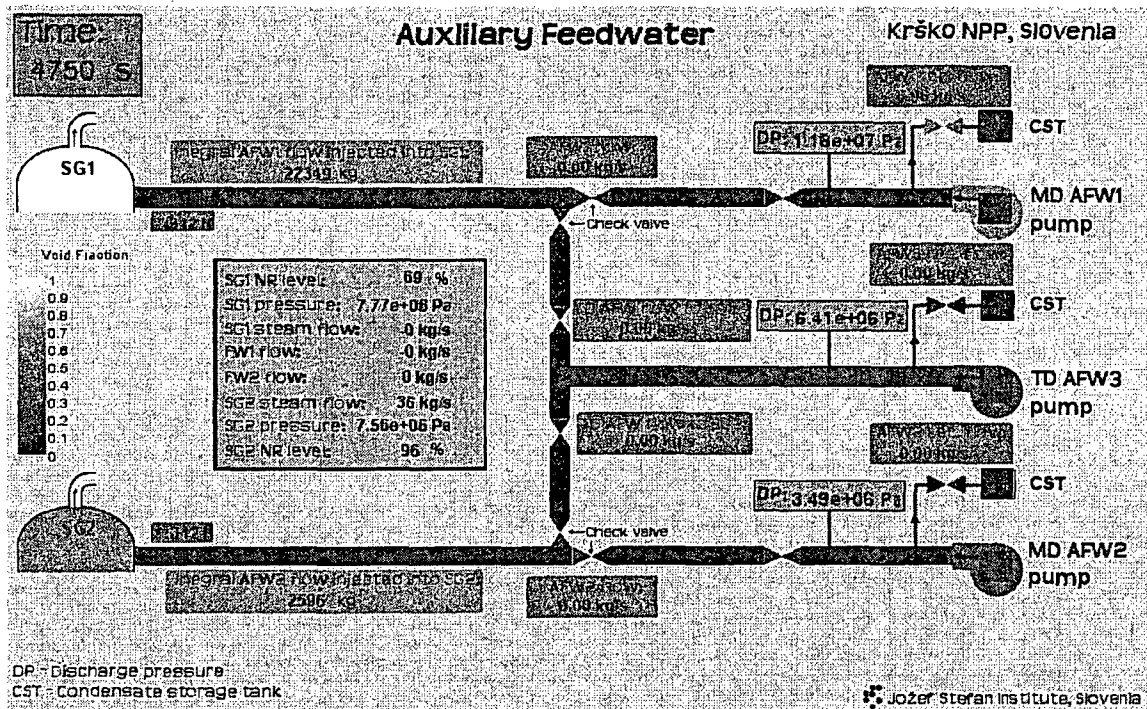 Time:
4750 S
Auxiliary Feedwater
Krško NPP, Slovenia
SG1
Integral AFW1 flow injected into SG1
22349 kg
0.00 kg/s
DP: 1.16e+07 Pa
CST
MD AFW1
pump
Check valve
Void Fraction
1
0.9
0.8
0.7
0.6
0.5
0.4
0.3
0.2
0.1
0
SG1 NR level: 69 %
SG1 pressure: 7.77e+06 Pa
SG1 steam flow: 0 kg/s
FW1 flow: 0 kg/s
FW2 flow: 0 kg/s
SG2 steam flow: 36 kg/s
SG2 pressure: 7.56e+06 Pa
SG2 NR level: 96 %
0.00 kg/s
DP: 6.41e+06 Pa
CST
TD AFW3
pump
0.00 kg/s
0.00 kg/s
DP: 3.49e+06 Pa
CST
SG2
Check valve
MD AFW2
pump
Integral AFW2 flow injected into SG2
2596 kg
AFW2 flow
0.00 kg/s
DP - Discharge pressure
CST - Condensate storage tank
Jožef Stefan Institute, Slovenia